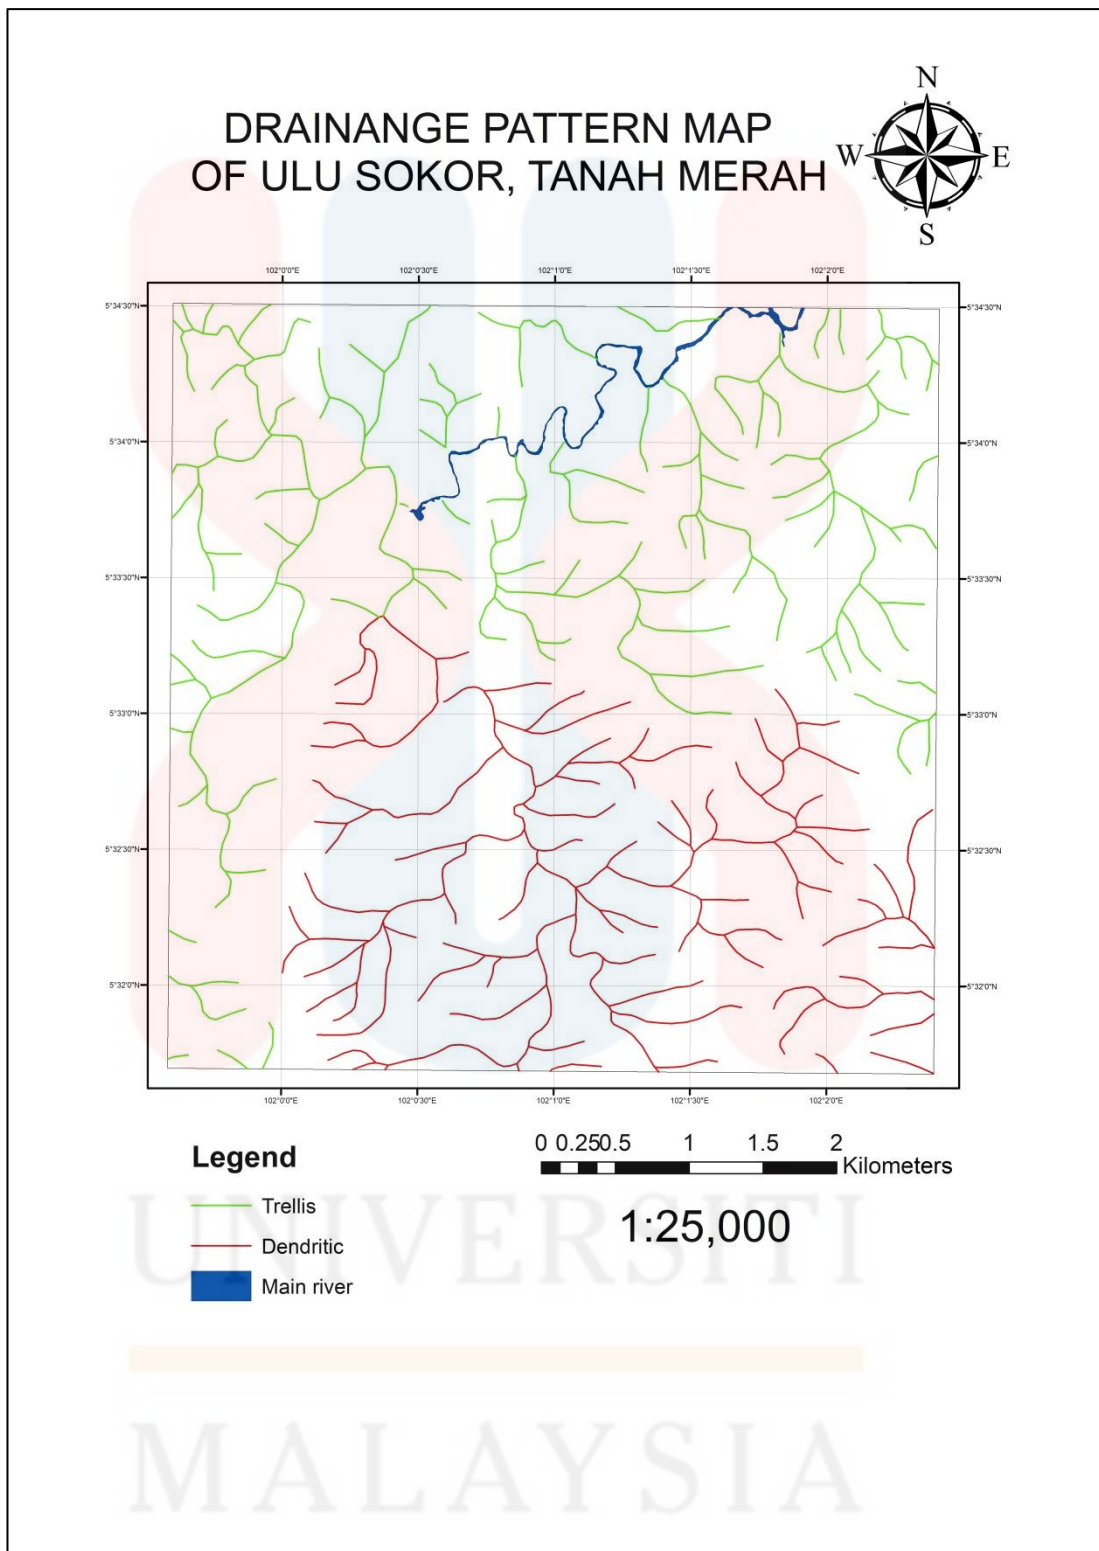 N
DRAINANGE PATTERN MAP
W E
OF ULU SOKOR, TANAH MERAH
S
102°0'0"E 102°0'30"E 102°1'0"E 102°1'30"E 102°2'0"E
5°34'30"N 5°34'30"N
5°34'0"N 5°34'0"N
5°33'30"N 5°33'30"N
5°33'0"N 5°33'0"N
5°32'30"N 5°32'30"N
5°32'0"N 5°32'0"N
102°0'0"E 102°0'30"E 102°1'0"E 102°1'30"E 102°2'0"E
Legend
0 0.250.5 1 1.5 2
Kilometers
Trellis
1:25,000
Dendritic
Main river
UNIVERSITI
MALAYSIA